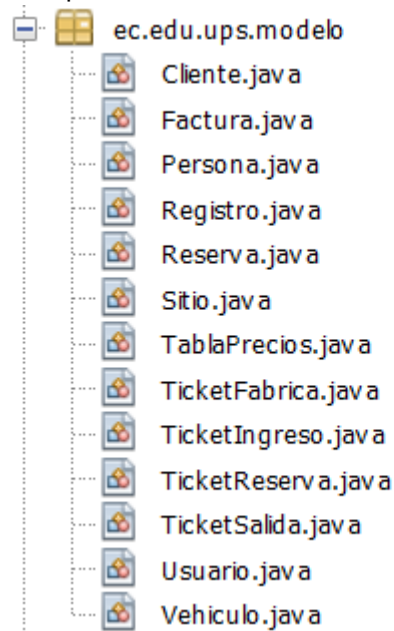 ec.edu.ups.modelo
Cliente.java
Factura.java
Persona.java
Registro.java
Reserva.java
Sitio.java
TablaPrecios.java
TicketFabrica.java
TicketIngreso.java
TicketReserva.java
TicketSalida.java
Usuario.java
Vehiculo.java